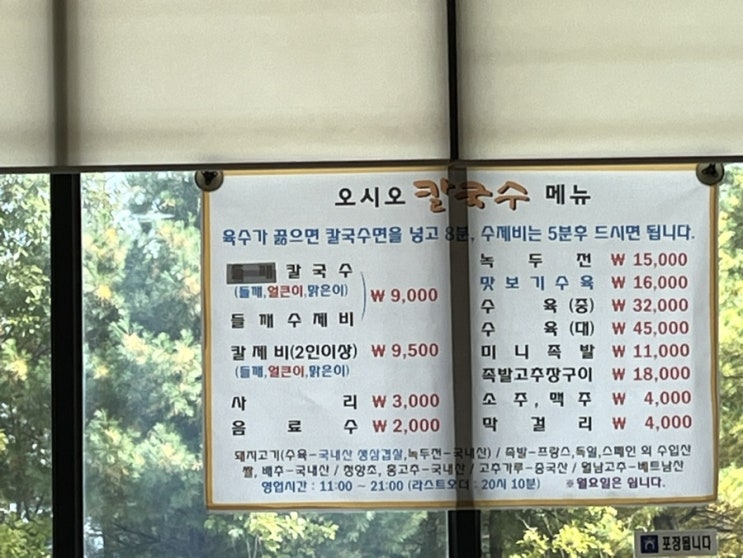 오시오 칼국수 메뉴
육수가 끓으면 칼국수면을 넣고 8분, 수제비는 5분후 드시면 됩니다.
칼국수
(들깨,얼큰이,맑은이)
₩ 9,000
들깨수제비
칼제비(2인이상) ₩ 9,500
(들깨,얼큰이,맑은이)
사리 ₩ 3,000
음료수 ₩ 2,000
녹두전 ₩ 15,000
맛보기수육 ₩ 16,000
수육(중) ₩ 32,000
수육(대) ₩ 45,000
미니족발 ₩ 11,000
족발고추장구이 ₩ 18,000
소주,맥주 ₩ 4,000
막걸리 ₩ 4,000
돼지고기(수육-국내산 생삼겹살,녹두전-국내산) / 족발-프랑스,독일,스페인 외 수입산
쌀, 배추-국내산 / 청양초, 홍고추-국내산 / 고추가루-중국산 / 월남고추-베트남산
영업시간 : 11:00 ~ 21:00 (라스트오더 : 20시 10분) ※월요일은 쉽니다.
포정됩니다